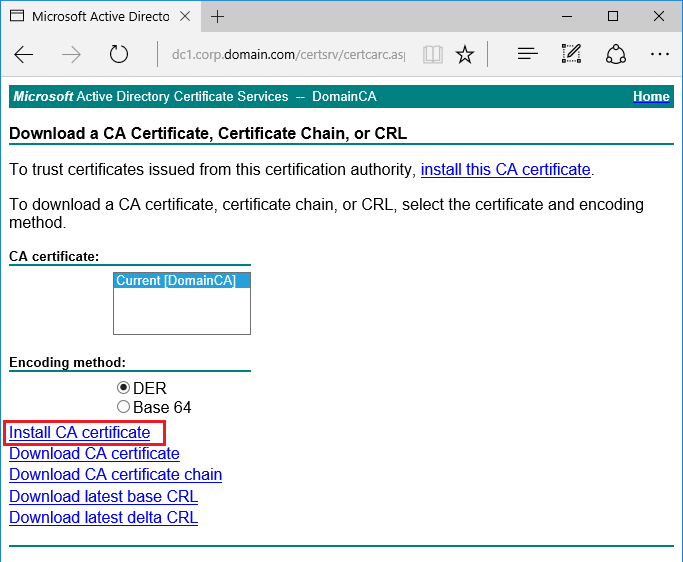 Microsoft Active Directo
dc1.corp.domain.com/certsrv/certcarc.asp
Microsoft Active Directory Certificate Services -- DomainCA
Home
Download a CA Certificate, Certificate Chain, or CRL
To trust certificates issued from this certification authority, install this CA certificate.
To download a CA certificate, certificate chain, or CRL, select the certificate and encoding
method.
CA certificate:
Current [DomainCA]
Encoding method:
DER
Base 64
Install CA certificate
Download CA certificate
Download CA certificate chain
Download latest base CRL
Download latest delta CRL